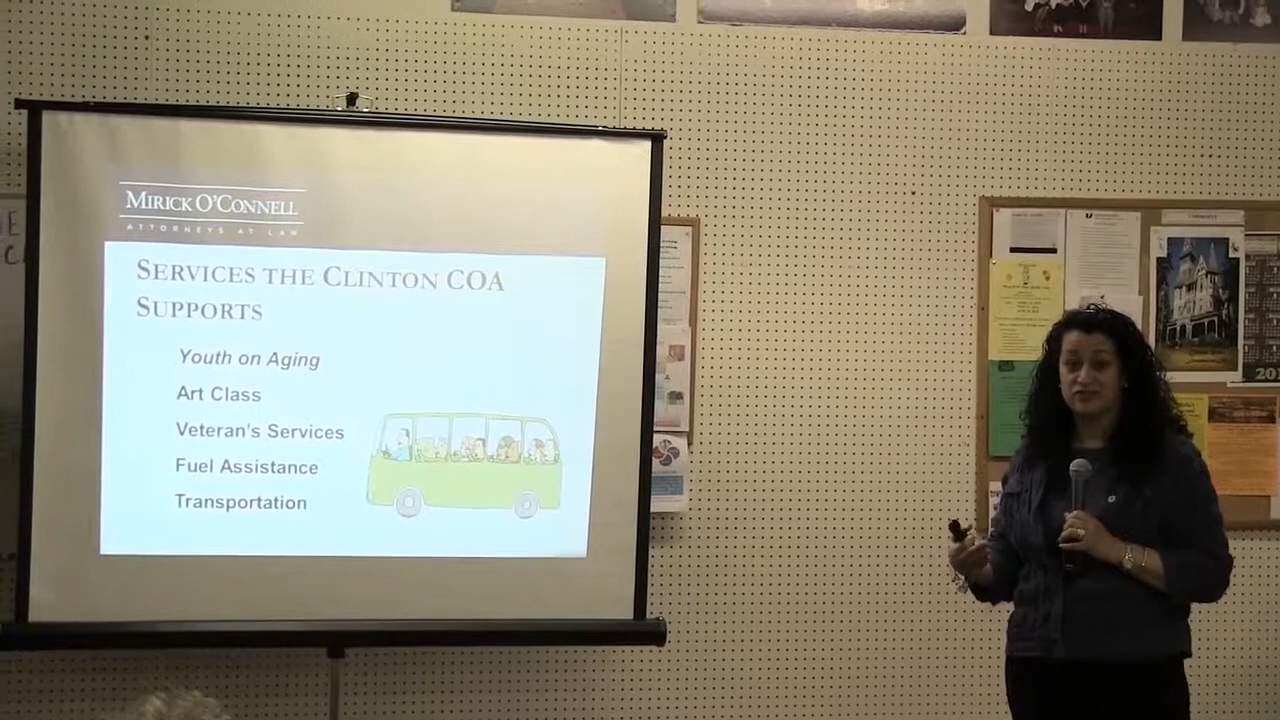 MIRICK O'CONNELL
ATTORNEYS AT LAW
SERVICES THE CLINTON COA
SUPPORTS
Youth on Aging
Art Class
Veteran's Services
Fuel Assistance
Transportation
201